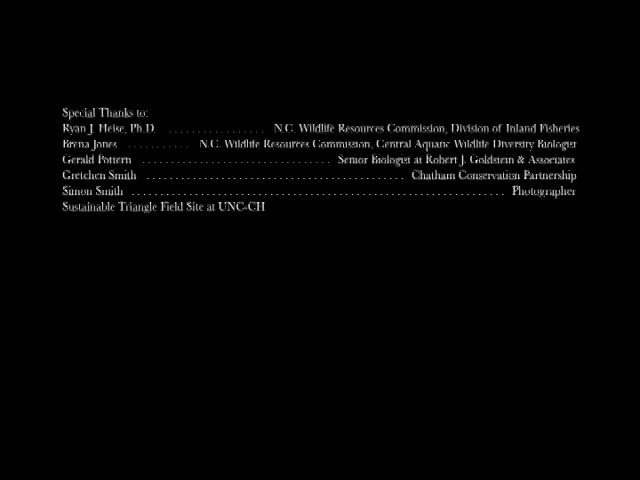 Special Thanks to:
Ryan J. Heise, Ph.D. . . . . . . . . . . . . . . . . . N.C. Wildlife Resources Commission, Division of Inland Fisheries
Brena Jones . . . . . . . . . . . N.C. Wildlife Resources Commission, Central Aquatic Wildlife Diversity Biologist
Gerald Pottern . . . . . . . . . . . . . . . . . . . . . . . . . . . . . . . . . Senior Biologist at Robert J. Goldstein & Associates
Gretchen Smith . . . . . . . . . . . . . . . . . . . . . . . . . . . . . . . . . . . . . . . . . . . . . Chatham Conservation Partnership
Simon Smith . . . . . . . . . . . . . . . . . . . . . . . . . . . . . . . . . . . . . . . . . . . . . . . . . . . . . . . . . . . . . . . . . Photographer
Sustainable Triangle Field Site at UNC-CH